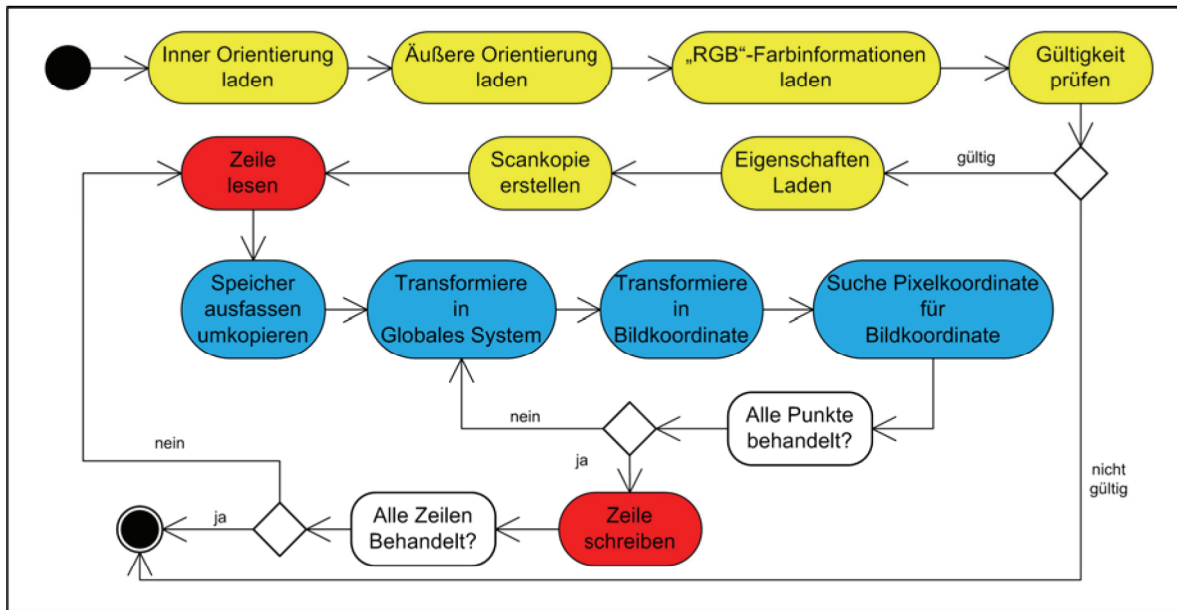 Inner Orientierung
laden
Äußere Orientierung
laden
„RGB“-Farbinformationen
laden
Gültigkeit
prüfen
gültig
Eigenschaften
Laden
Scankopie
erstellen
Zeile
lesen
Speicher
ausfassen
umkopieren
Transformiere
in
Globales System
Transformiere
in
Bildkoordinate
Suche Pixelkoordinate
für
Bildkoordinate
Alle Punkte
behandelt?
nein
ja
Zeile
schreiben
Alle Zeilen
Behandelt?
nein
ja
nicht
gültig